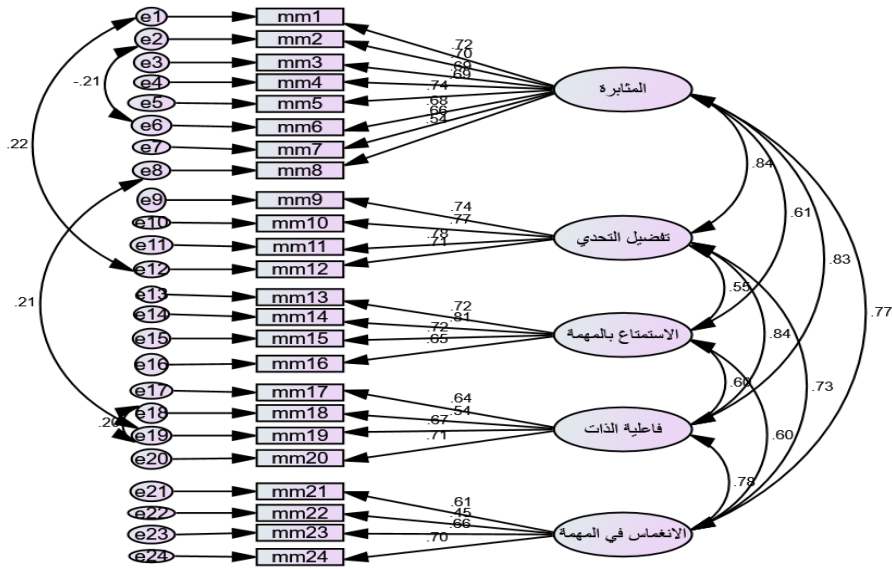 e1 mm1
e2 mm2
e3 mm3
e4 mm4
e5 mm5
e6 mm6
e7 mm7
e8 mm8
.72
.70
.69
.69
.74
.68
.66
.54
المثابرة
-.21
.22
.21
e9 mm9
e10 mm10
e11 mm11
e12 mm12
.74
.77
.78
.71
تفضيل التحدي
.84
.61
.83
.77
e13 mm13
e14 mm14
e15 mm15
e16 mm16
.72
.81
.72
.65
الاستمتاع بالمهمة
.55
.84
.73
e17 mm17
e18 mm18
e19 mm19
e20 mm20
.20
.64
.54
.67
.71
فاعلية الذات
.60
.60
.78
e21 mm21
e22 mm22
e23 mm23
e24 mm24
.61
.45
.66
.70
الانغماس في المهمة